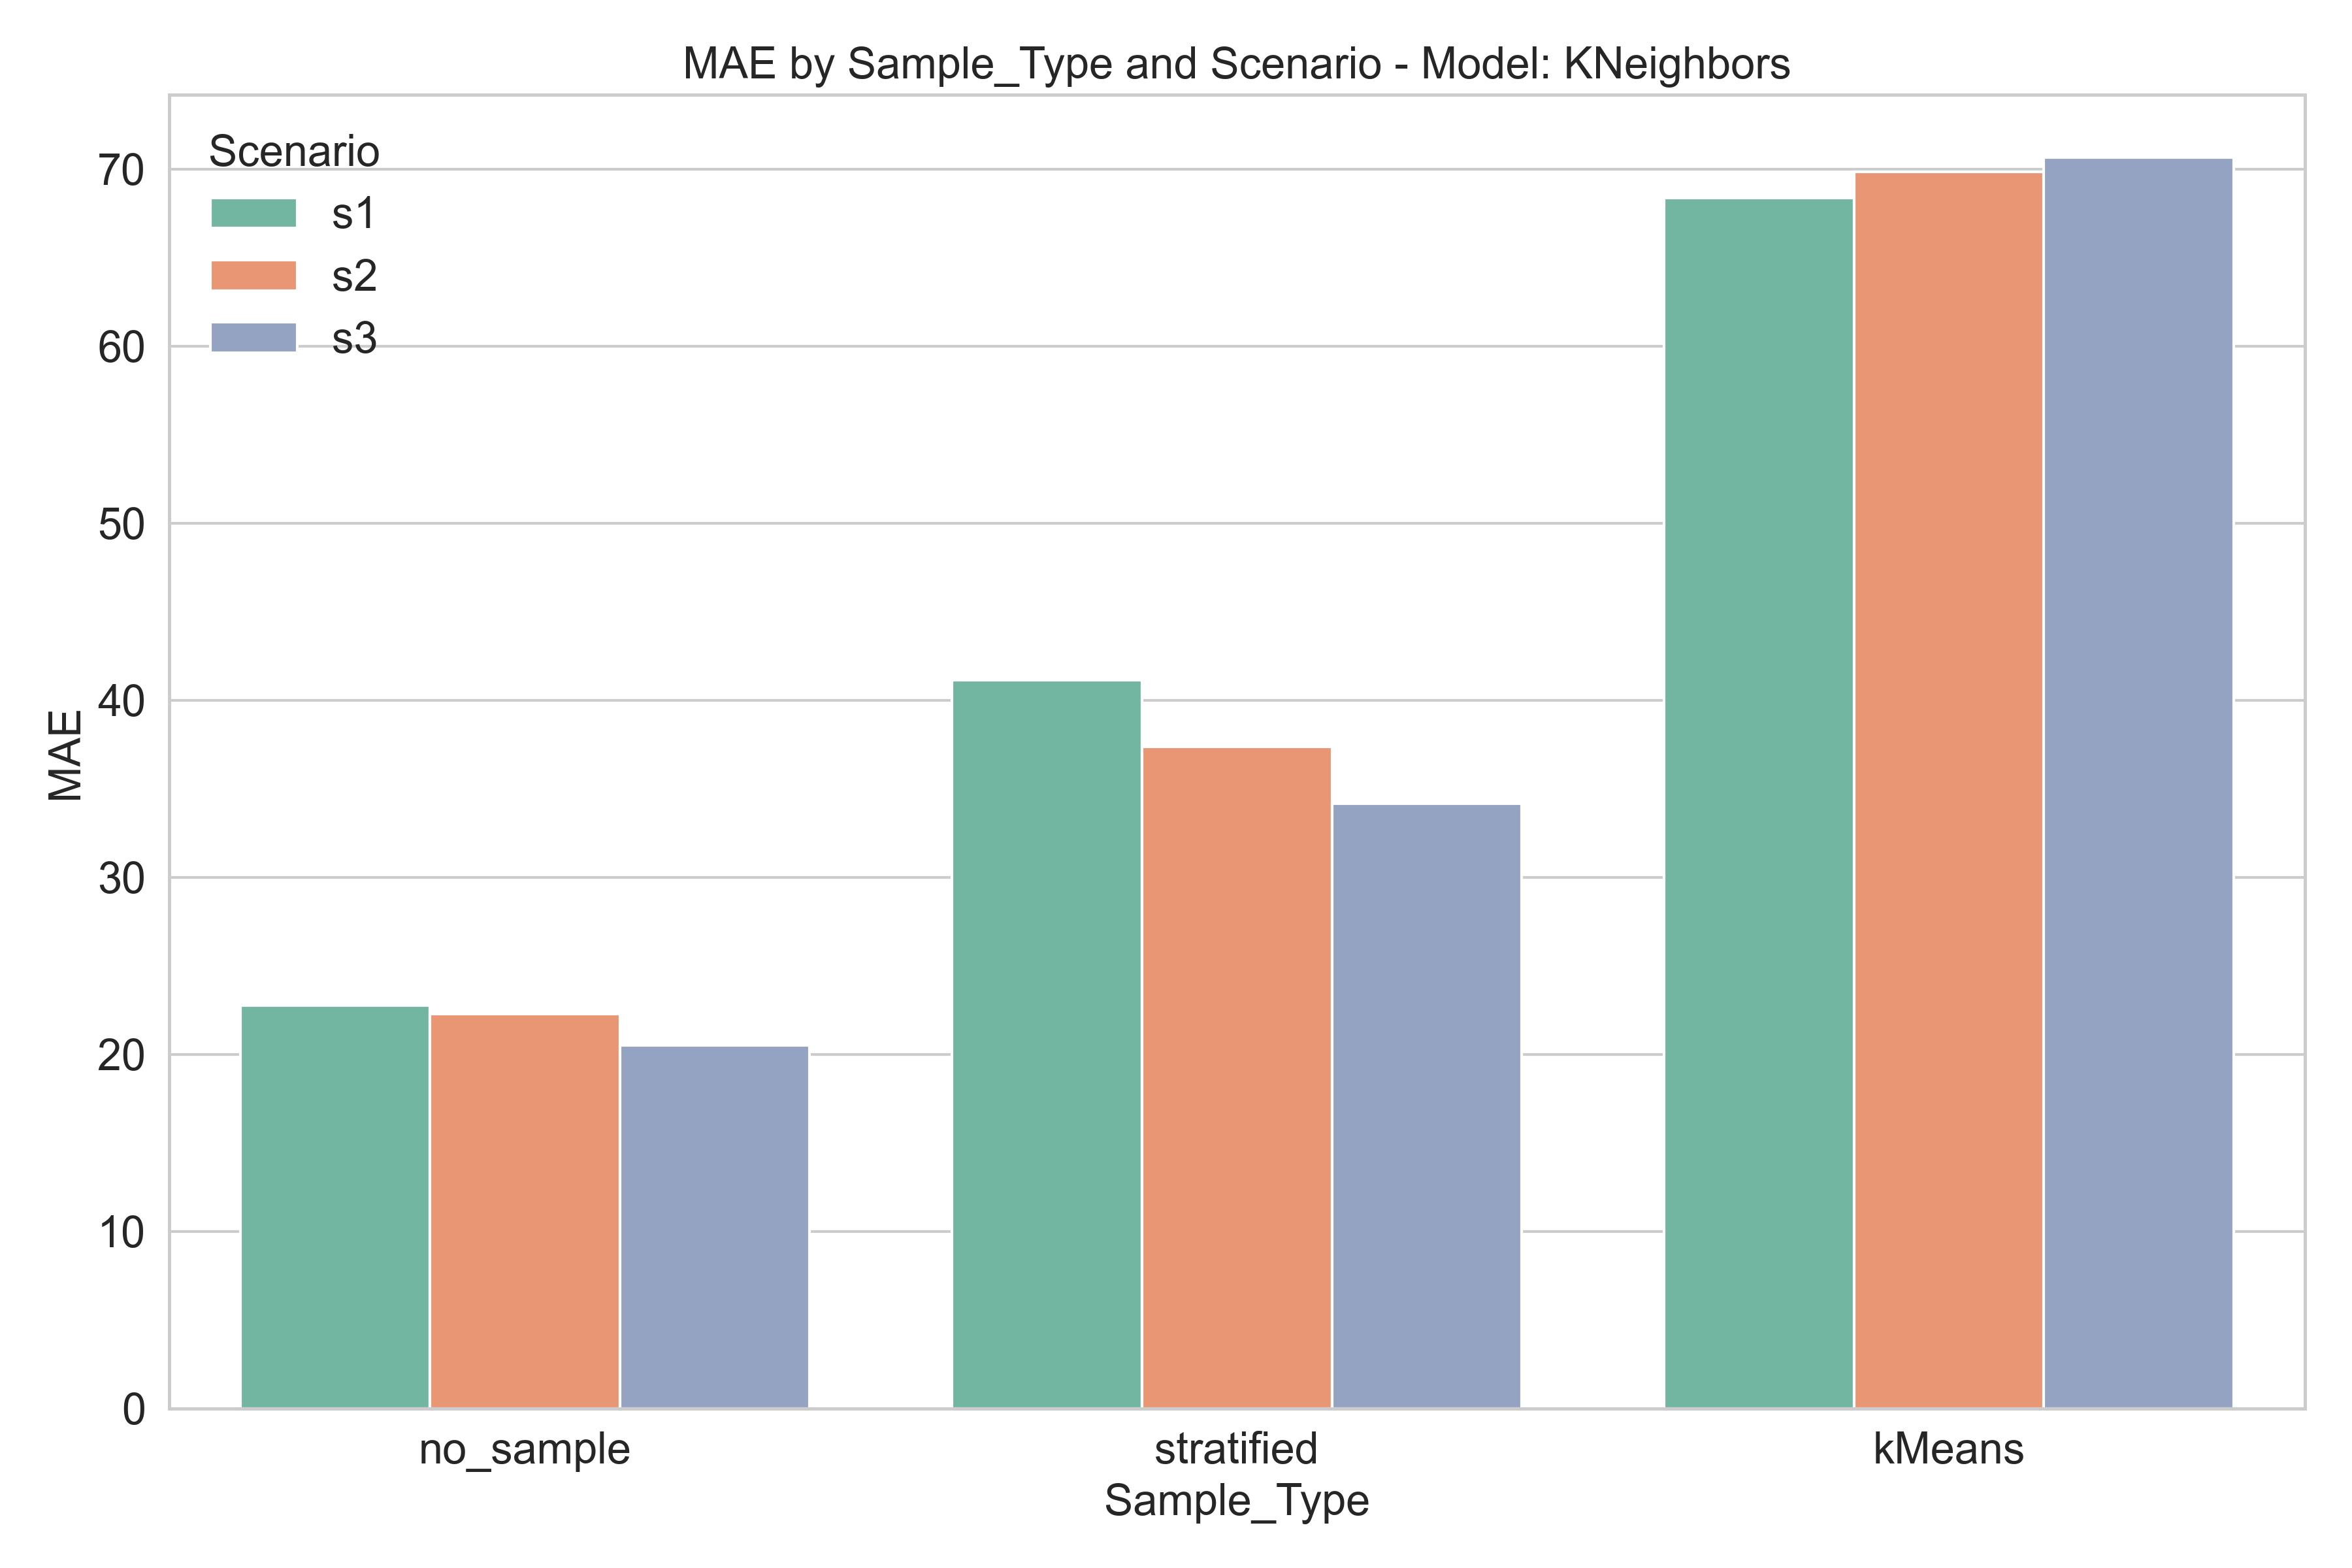 MAE by Sample_Type and Scenario - Model: KNeighbors
Scenario
s1
s2
s3
MAE
70
60
50
40
30
20
10
0
no_sample stratified kMeans
Sample_Type